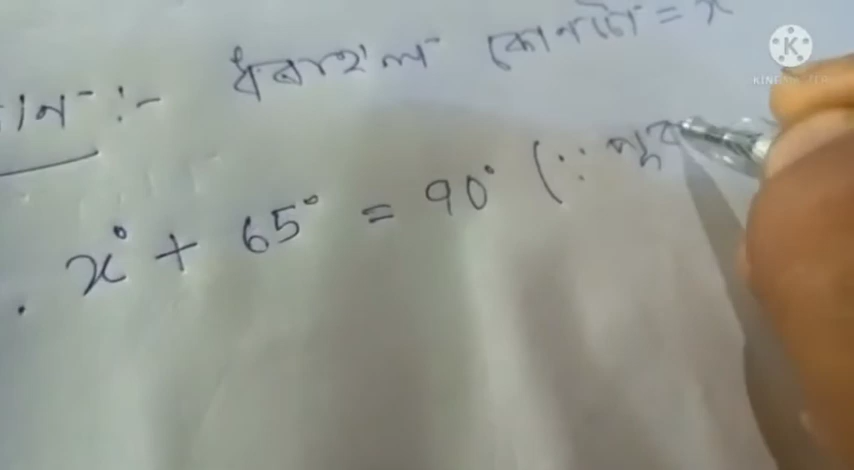 ধৰাহ'ল কোণটো = x
x° + 65° = 90° (∵